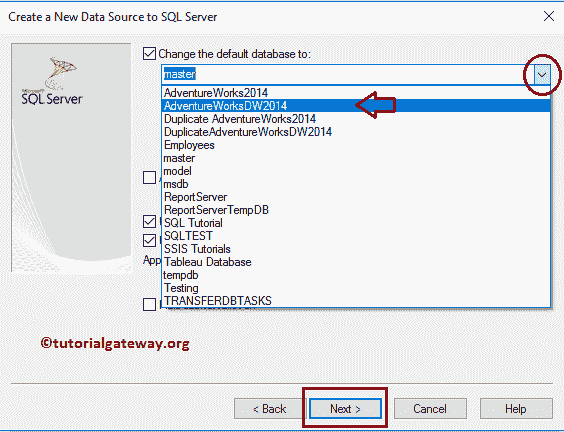 Create a New Data Source to SQL Server
Change the default database to:
master
AdventureWorks2014
AdventureWorksDW2014
Duplicate AdventureWorks2014
DuplicateAdventureWorksDW2014
Employees
master
model
msdb
ReportServer
ReportServerTempDB
SQL Tutorial
SQLTEST
SSIS Tutorials
Tableau Database
tempdb
Testing
TRANSFERDBTASKS
Microsoft
SQL Server
App
©tutorialgateway.org
< Back
Next >
Cancel
Help